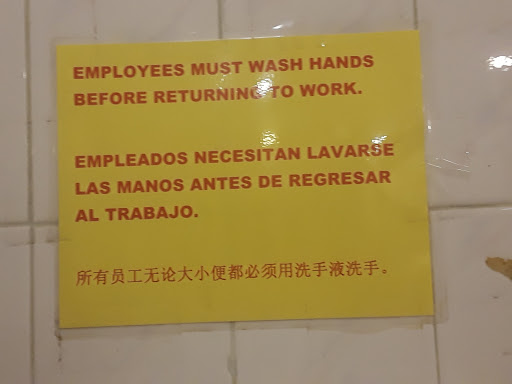 EMPLOYEES MUST WASH HANDS
BEFORE RETURNING TO WORK.
EMPLEADOS NECESITAN LAVARSE
LAS MANOS ANTES DE REGRESAR
AL TRABAJO.
所有员工无论大小便都必须用洗手液洗手。